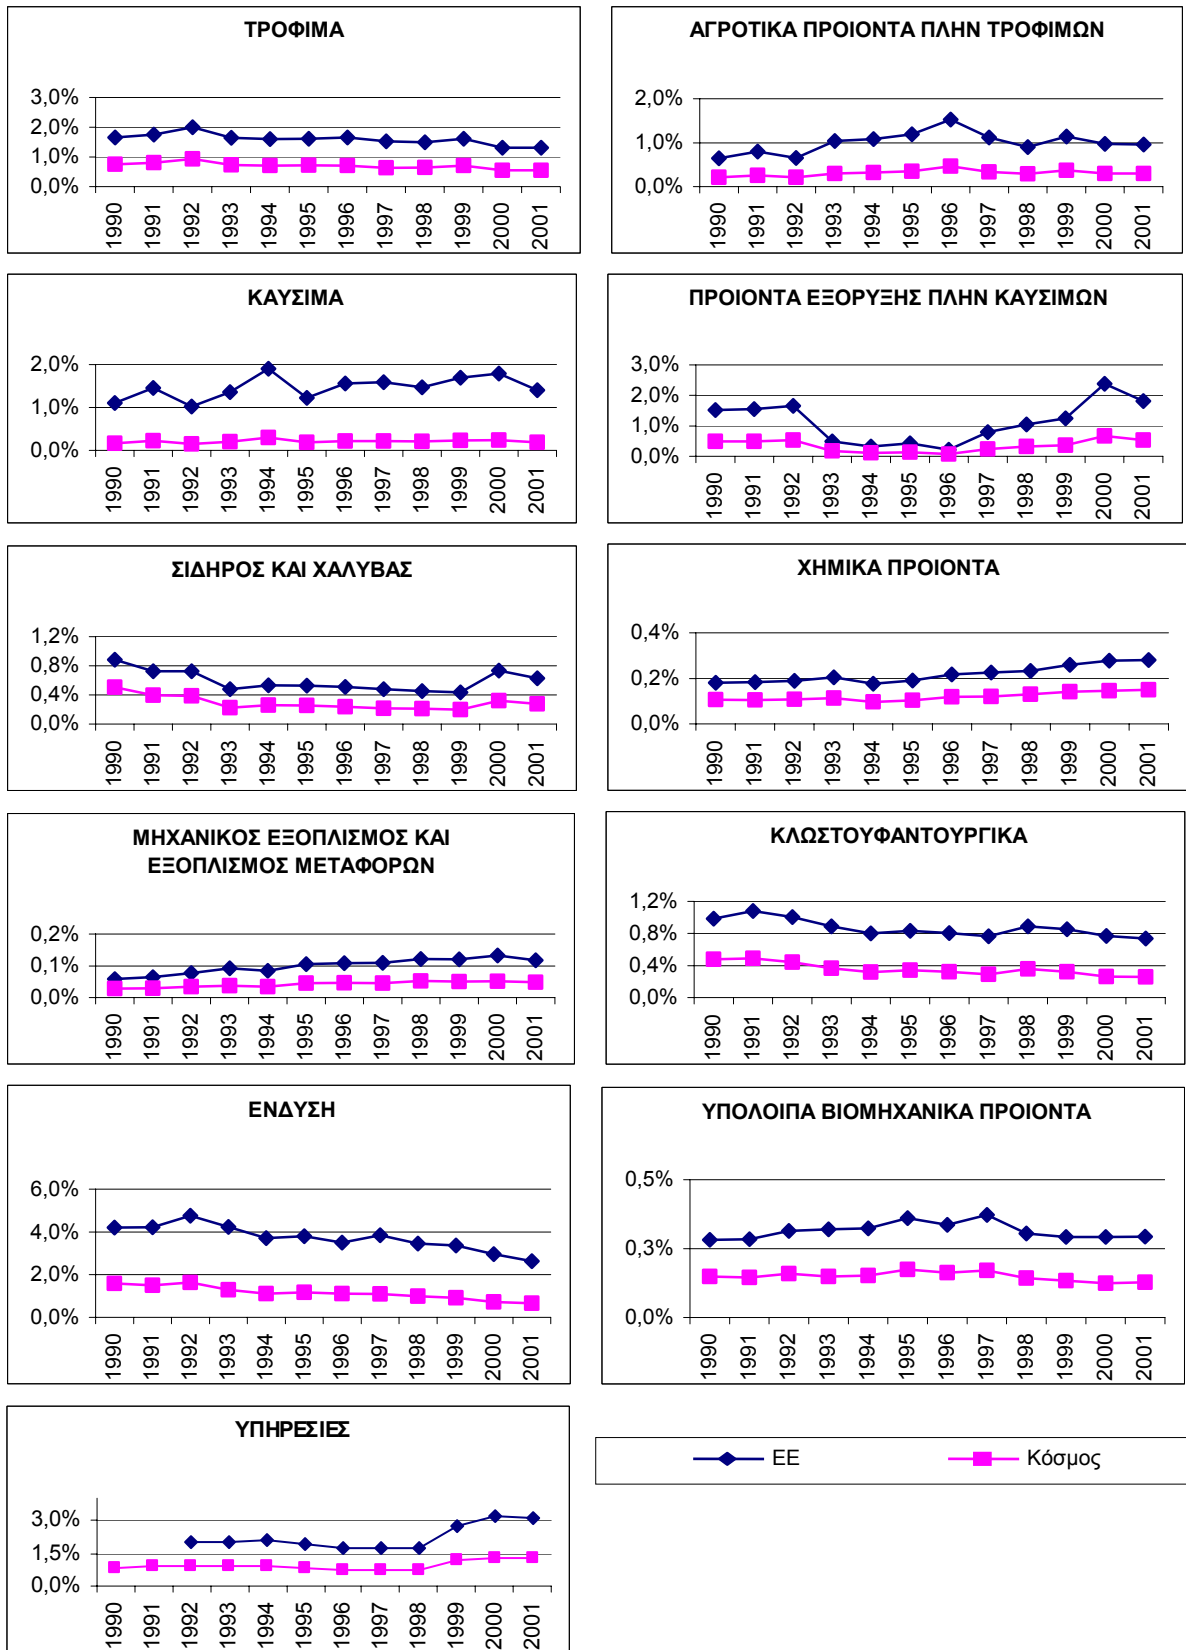 ΤΡΟΦΙΜΑ
3,0%
2,0%
1,0%
0,0%
1990 1991 1992 1993 1994 1995 1996 1997 1998 1999 2000 2001
ΑΓΡΟΤΙΚΑ ΠΡΟΙΟΝΤΑ ΠΛΗΝ ΤΡΟΦΙΜΩΝ
2,0%
1,0%
0,0%
1990 1991 1992 1993 1994 1995 1996 1997 1998 1999 2000 2001
ΚΑΥΣΙΜΑ
2,0%
1,0%
0,0%
1990 1991 1992 1993 1994 1995 1996 1997 1998 1999 2000 2001
ΠΡΟΙΟΝΤΑ ΕΞΟΡΥΞΗΣ ΠΛΗΝ ΚΑΥΣΙΜΩΝ
3,0%
2,0%
1,0%
0,0%
1990 1991 1992 1993 1994 1995 1996 1997 1998 1999 2000 2001
ΣΙΔΗΡΟΣ ΚΑΙ ΧΑΛΥΒΑΣ
1,2%
0,8%
0,4%
0,0%
1990 1991 1992 1993 1994 1995 1996 1997 1998 1999 2000 2001
ΧΗΜΙΚΑ ΠΡΟΙΟΝΤΑ
0,4%
0,2%
0,0%
1990 1991 1992 1993 1994 1995 1996 1997 1998 1999 2000 2001
ΜΗΧΑΝΙΚΟΣ ΕΞΟΠΛΙΣΜΟΣ ΚΑΙ
ΕΞΟΠΛΙΣΜΟΣ ΜΕΤΑΦΟΡΩΝ
0,2%
0,1%
0,0%
1990 1991 1992 1993 1994 1995 1996 1997 1998 1999 2000 2001
ΚΛΩΣΤΟΥΦΑΝΤΟΥΡΓΙΚΑ
1,2%
0,8%
0,4%
0,0%
1990 1991 1992 1993 1994 1995 1996 1997 1998 1999 2000 2001
ΕΝΔΥΣΗ
6,0%
4,0%
2,0%
0,0%
1990 1991 1992 1993 1994 1995 1996 1997 1998 1999 2000 2001
ΥΠΟΛΟΙΠΑ ΒΙΟΜΗΧΑΝΙΚΑ ΠΡΟΙΟΝΤΑ
0,5%
0,3%
0,0%
1990 1991 1992 1993 1994 1995 1996 1997 1998 1999 2000 2001
ΥΠΗΡΕΣΙΕΣ
3,0%
1,5%
0,0%
1990 1991 1992 1993 1994 1995 1996 1997 1998 1999 2000 2001
ΕΕ Κόσμος